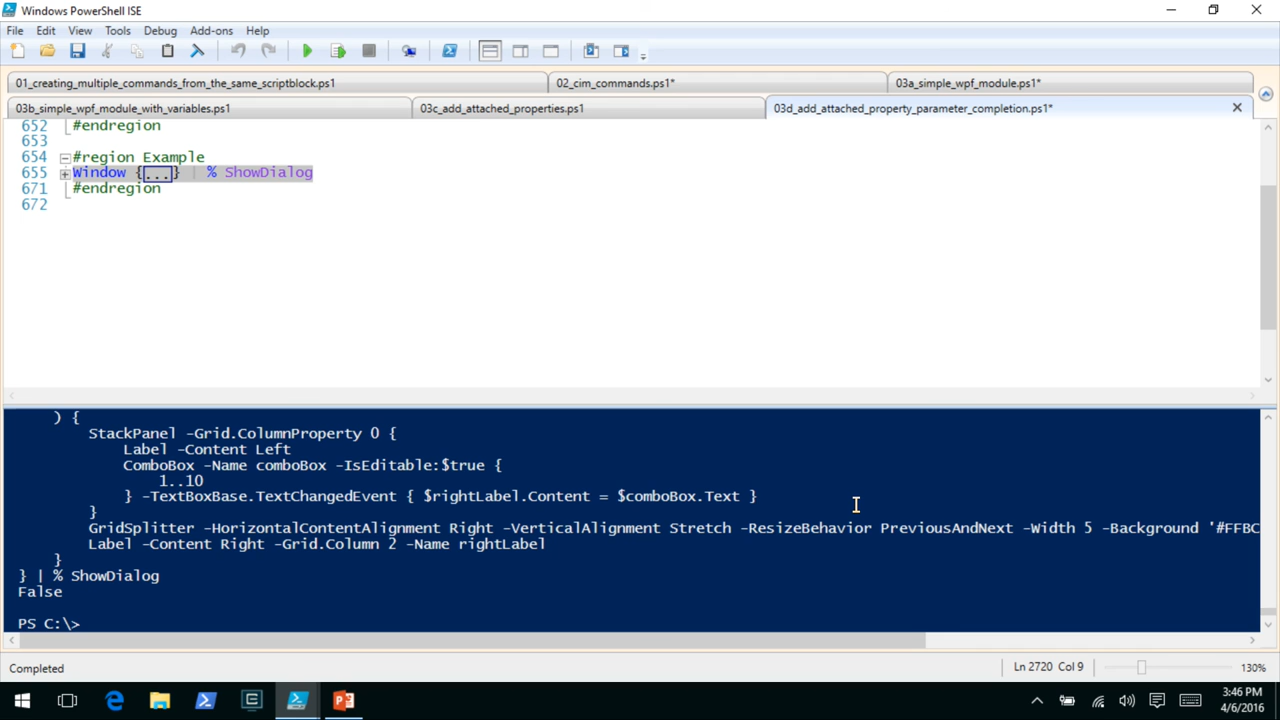 Windows PowerShell ISE
File Edit View Tools Debug Add-ons Help
01_creating_multiple_commands_from_the_same_scriptblock.ps1 02_cim_commands.ps1* 03a_simple_wpf_module.ps1*
03b_simple_wpf_module_with_variables.ps1 03c_add_attached_properties.ps1 03d_add_attached_property_parameter_completion.ps1*
652 #endregion
653
654 #region Example
655 Window {...} | % ShowDialog
671 #endregion
672
) {
StackPanel -Grid.ColumnProperty 0 {
Label -Content Left
ComboBox -Name comboBox -IsEditable:$true {
1..10
} -TextBoxBase.TextChangedEvent { $rightLabel.Content = $comboBox.Text }
}
GridSplitter -HorizontalContentAlignment Right -VerticalAlignment Stretch -ResizeBehavior PreviousAndNext -Width 5 -Background '#FFBC
Label -Content Right -Grid.Column 2 -Name rightLabel
}
} | % ShowDialog
False
PS C:\>
Completed Ln 2720 Col 9 130%
3:46 PM
4/6/2016